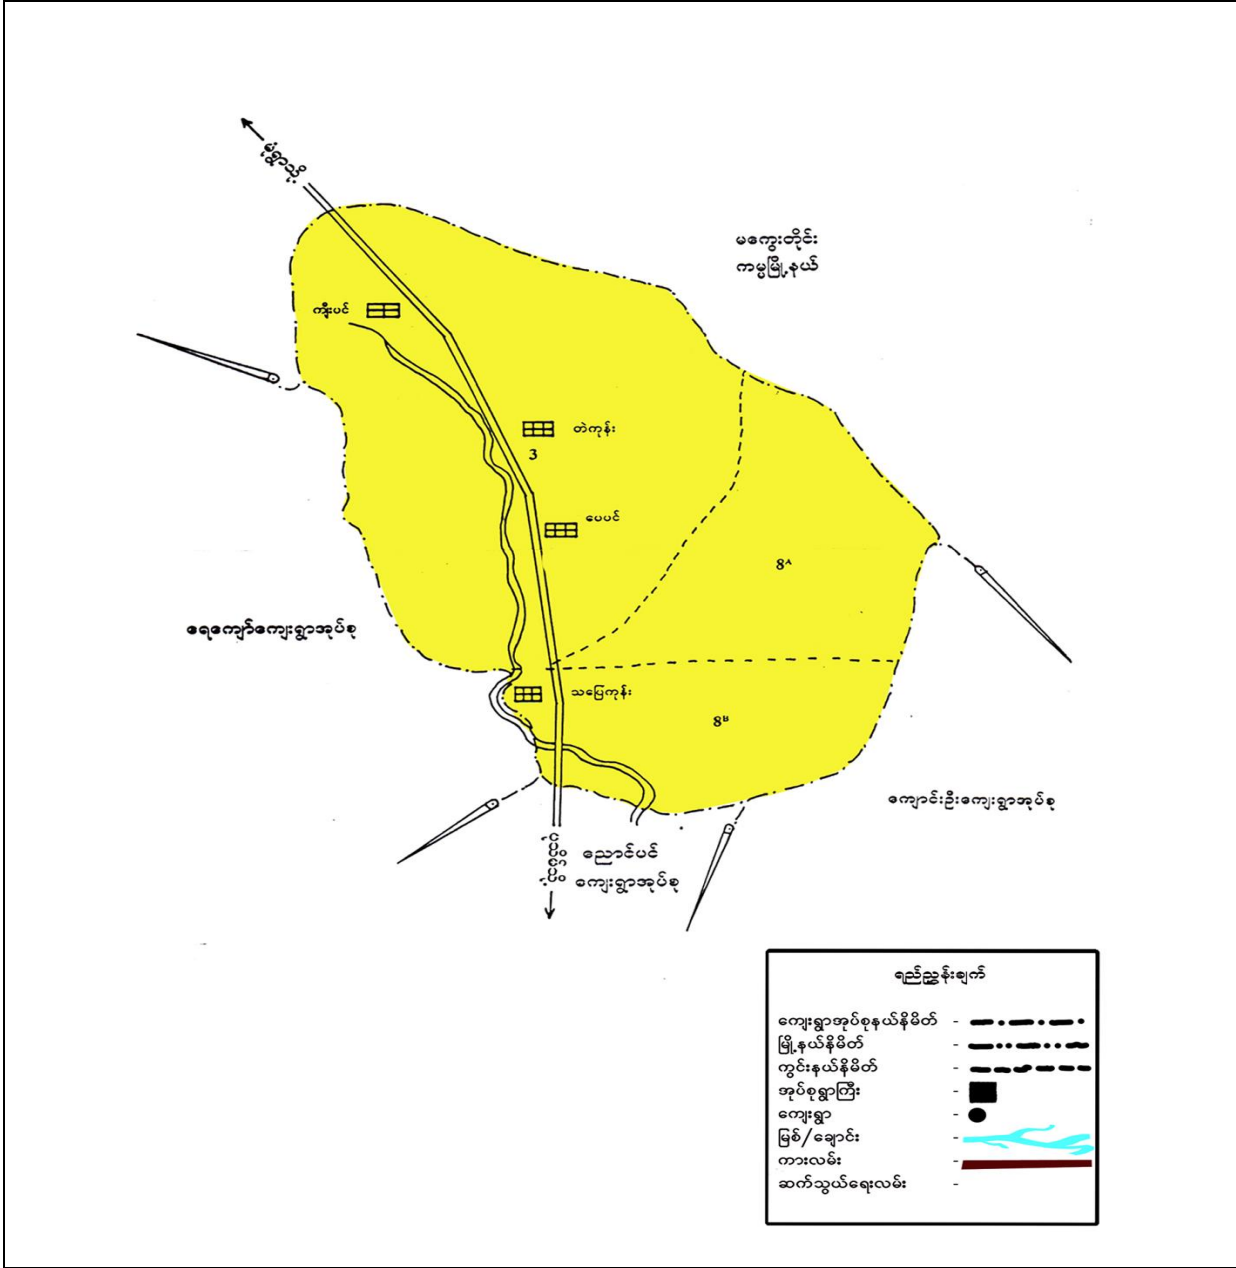 မကွေးတိုင်း
ကမ္မမြို့နယ်
ကျီးပင်
တဲကုန်း
3
ပေပင်
8ᴬ
ရေကျော်ကျေးရွာအုပ်စု
သပြေကုန်း
8ᴮ
ကျောင်းဦးကျေးရွာအုပ်စု
ညောင်ပင်
ကျေးရွာအုပ်စု
ရည်ညွှန်းချက်
ကျေးရွာအုပ်စုနယ်နိမိတ် -
မြို့နယ်နိမိတ် -
ကွင်းနယ်နိမိတ် -
အုပ်စုရွာကြီး -
ကျေးရွာ -
မြစ်/ချောင်း -
ကားလမ်း -
ဆက်သွယ်ရေးလမ်း -